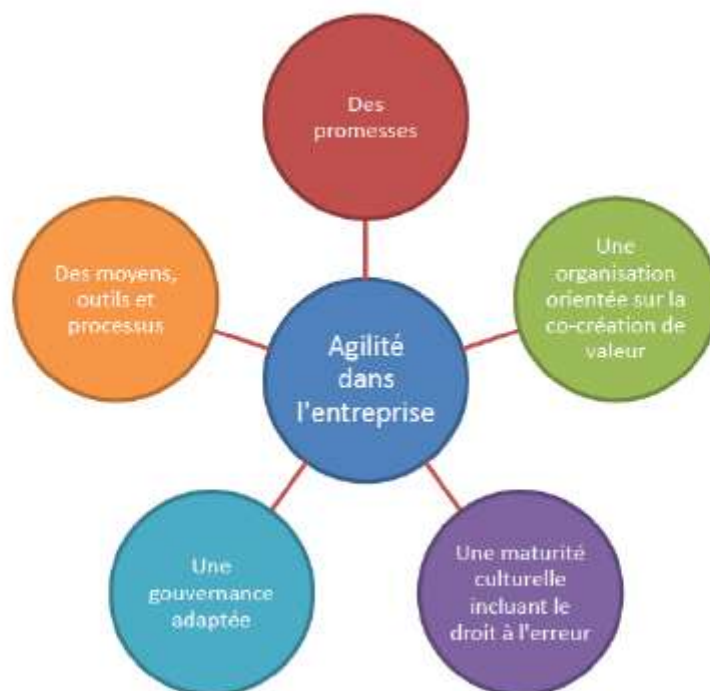 Des
promesses
Une
organisation
orientée sur la
co-création de
valeur
Une maturité
culturelle
incluant le
droit à l'erreur
Une
gouvernance
adaptée
Des moyens,
outils et
processus
Agilité
dans
l'entreprise